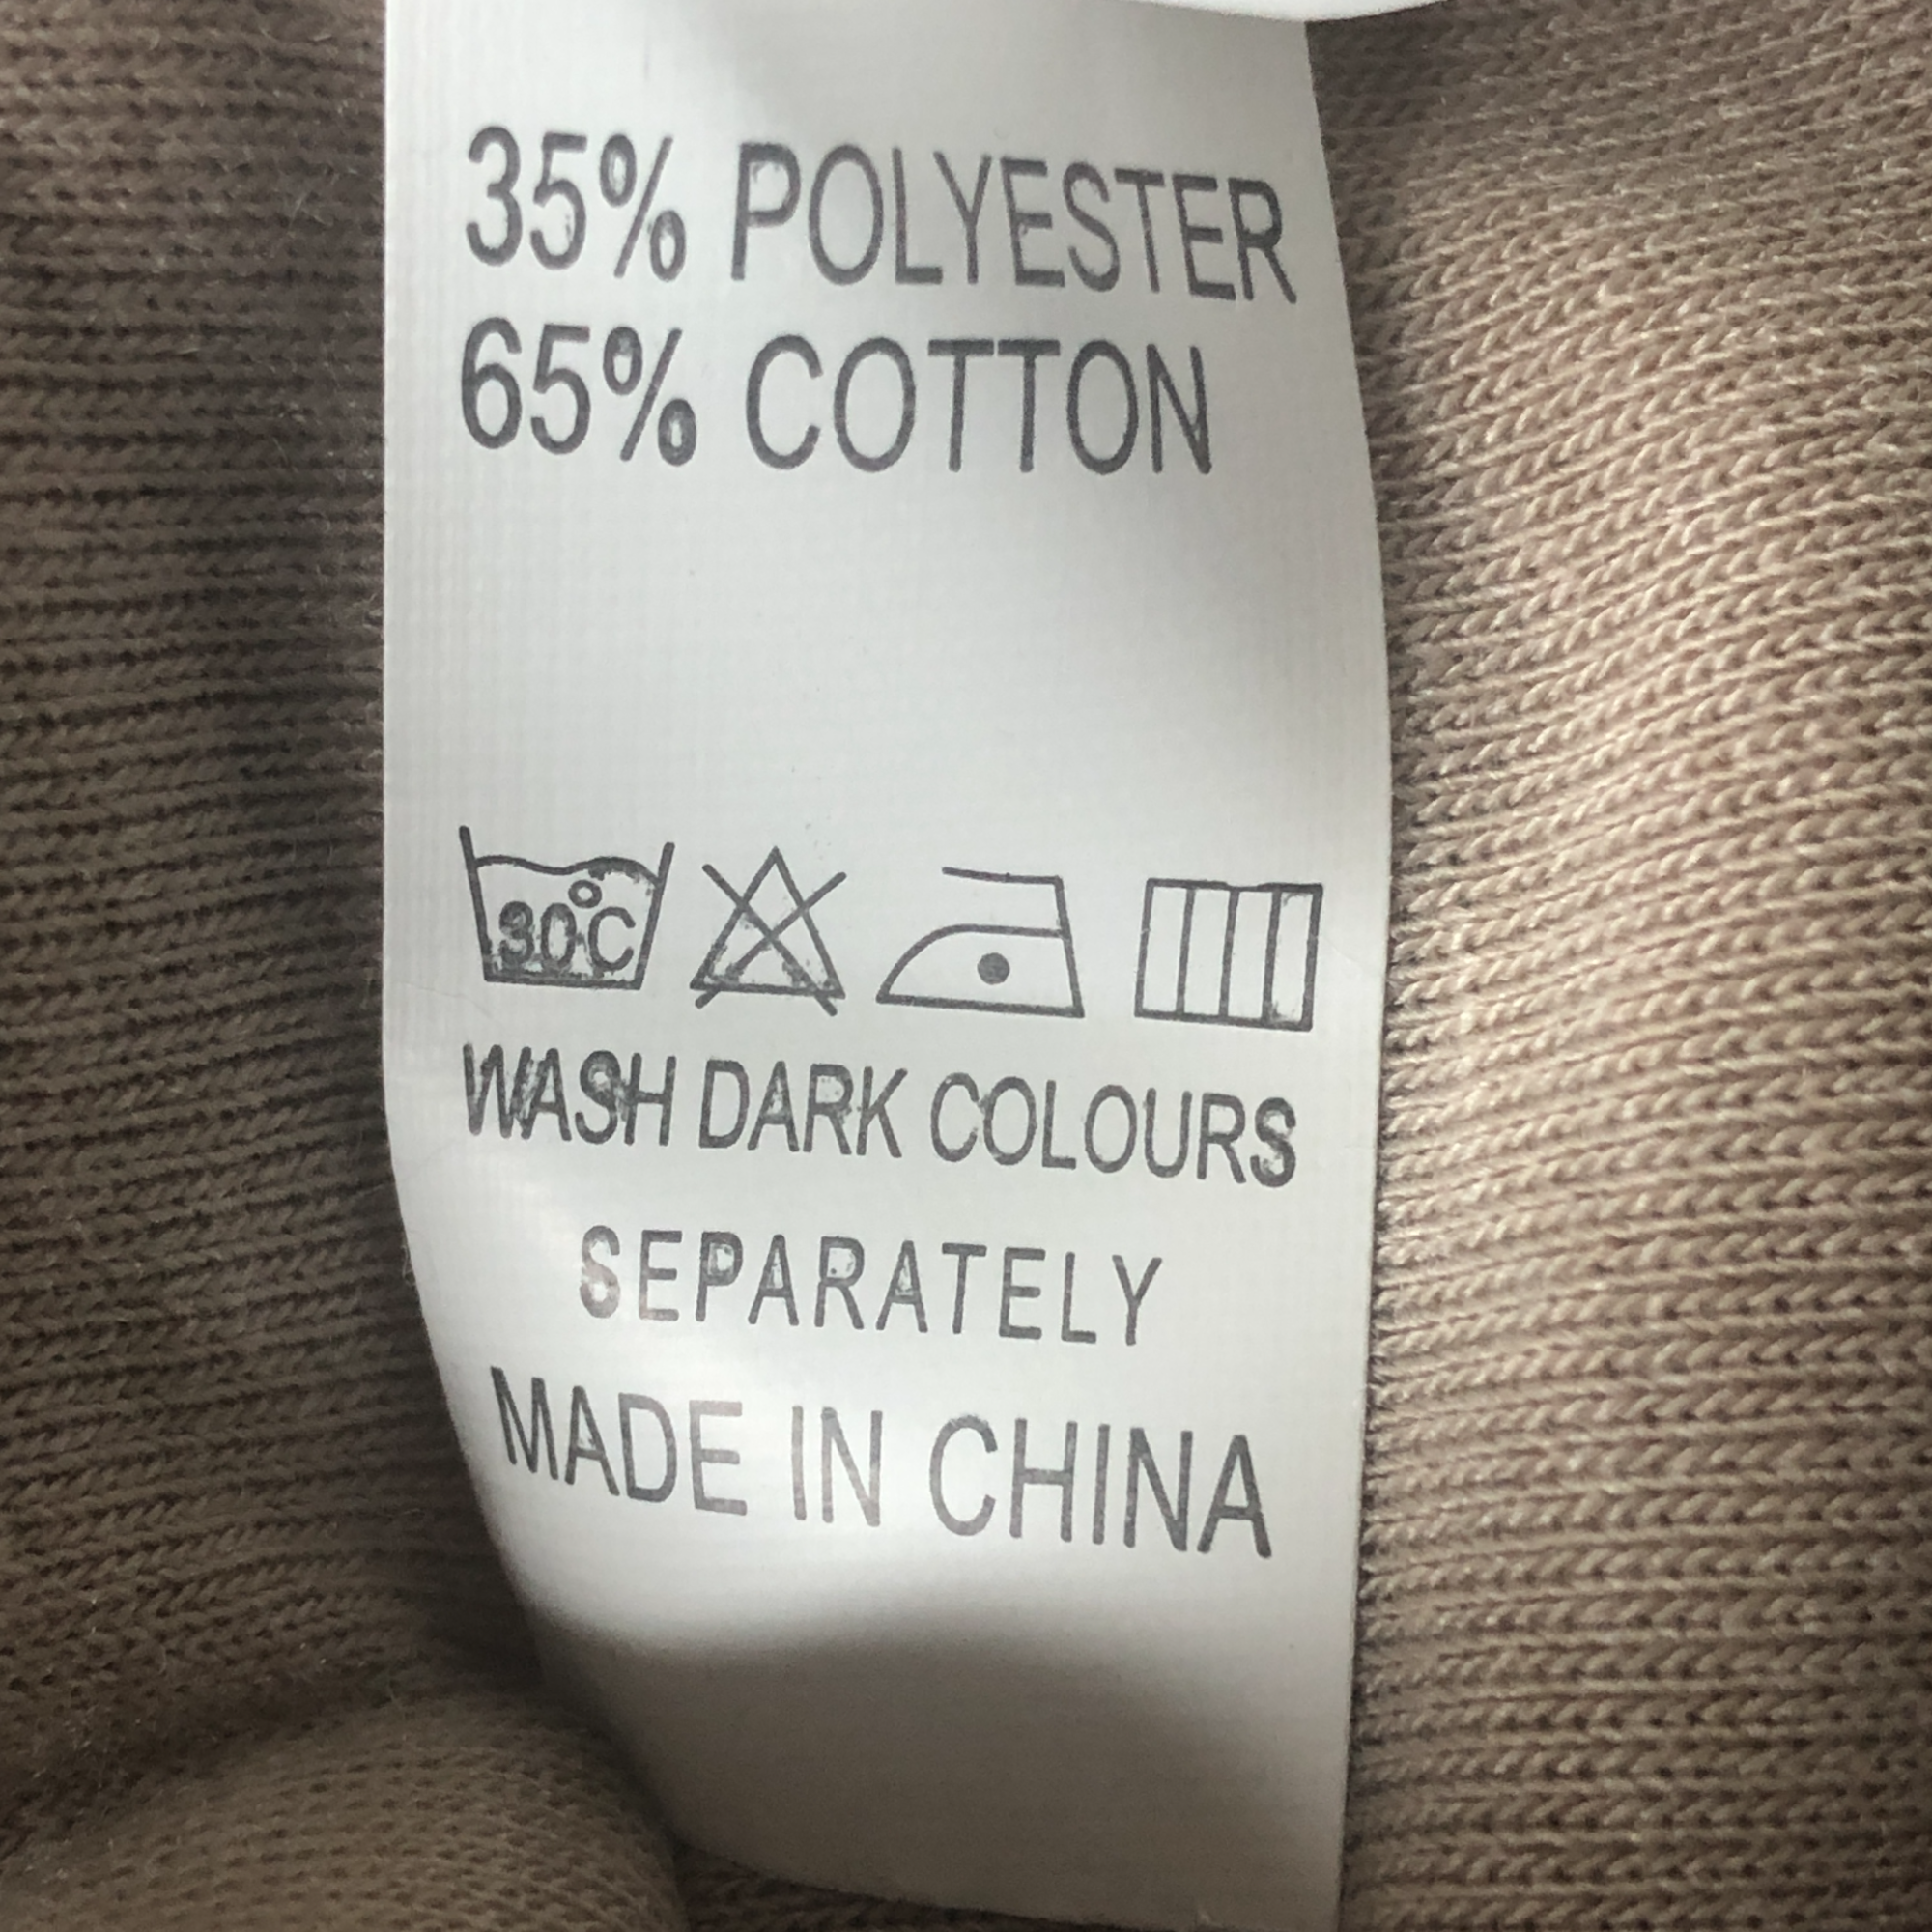 35% POLYESTER
65% COTTON
30°C
WASH DARK COLOURS
SEPARATELY
MADE IN CHINA